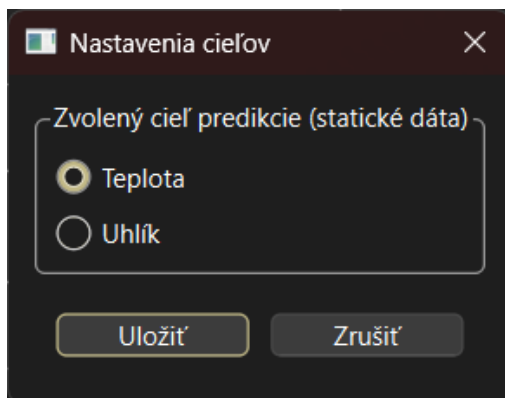 Nastavenia cieľov
Zvolený cieľ predikcie (statické dáta)
Teplota
Uhlík
Uložiť
Zrušiť